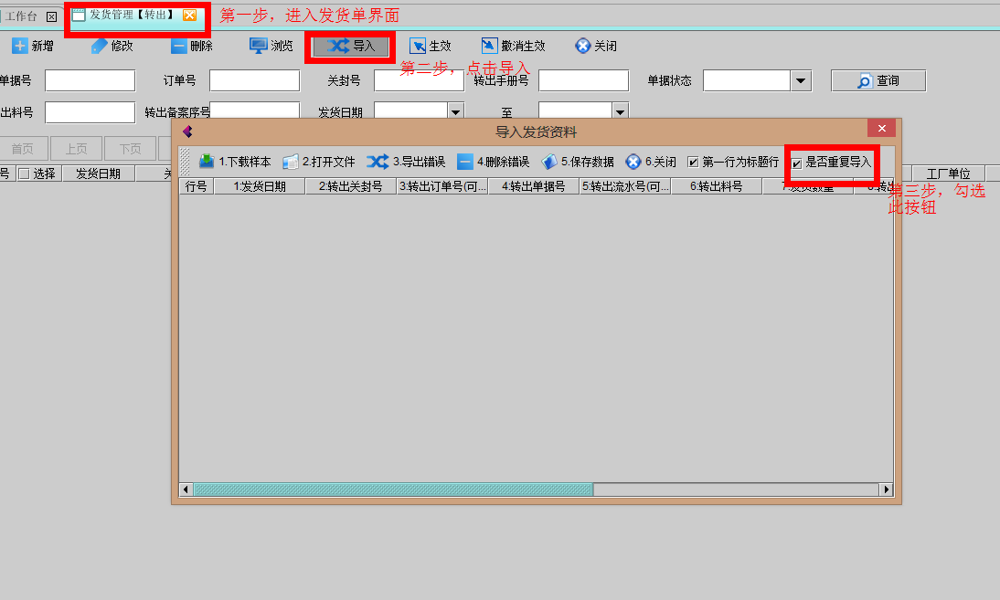 工作台
发货管理【转出】
第一步，进入发货单界面
新增 修改 删除 浏览 导入 生效 撤消生效 关闭
第二步，点击导入
单据号 订单号 关封号 转出手册号 单据状态 查询
出料号 转出备案序号 发货日期 至
首页 上页 下页
导入发货资料
1.下载样本 2.打开文件 3.导出错误 4.删除错误 5.保存数据 6.关闭 第一行为标题行 是否重复导入
号 选择 发货日期 关 工厂单位
行号 1:发货日期 2:转出关封号 3:转出订单号(可... 4:转出单据号 5:转出流水号(可... 6:转出料号 7:发货数量
第三步，勾选
此按钮